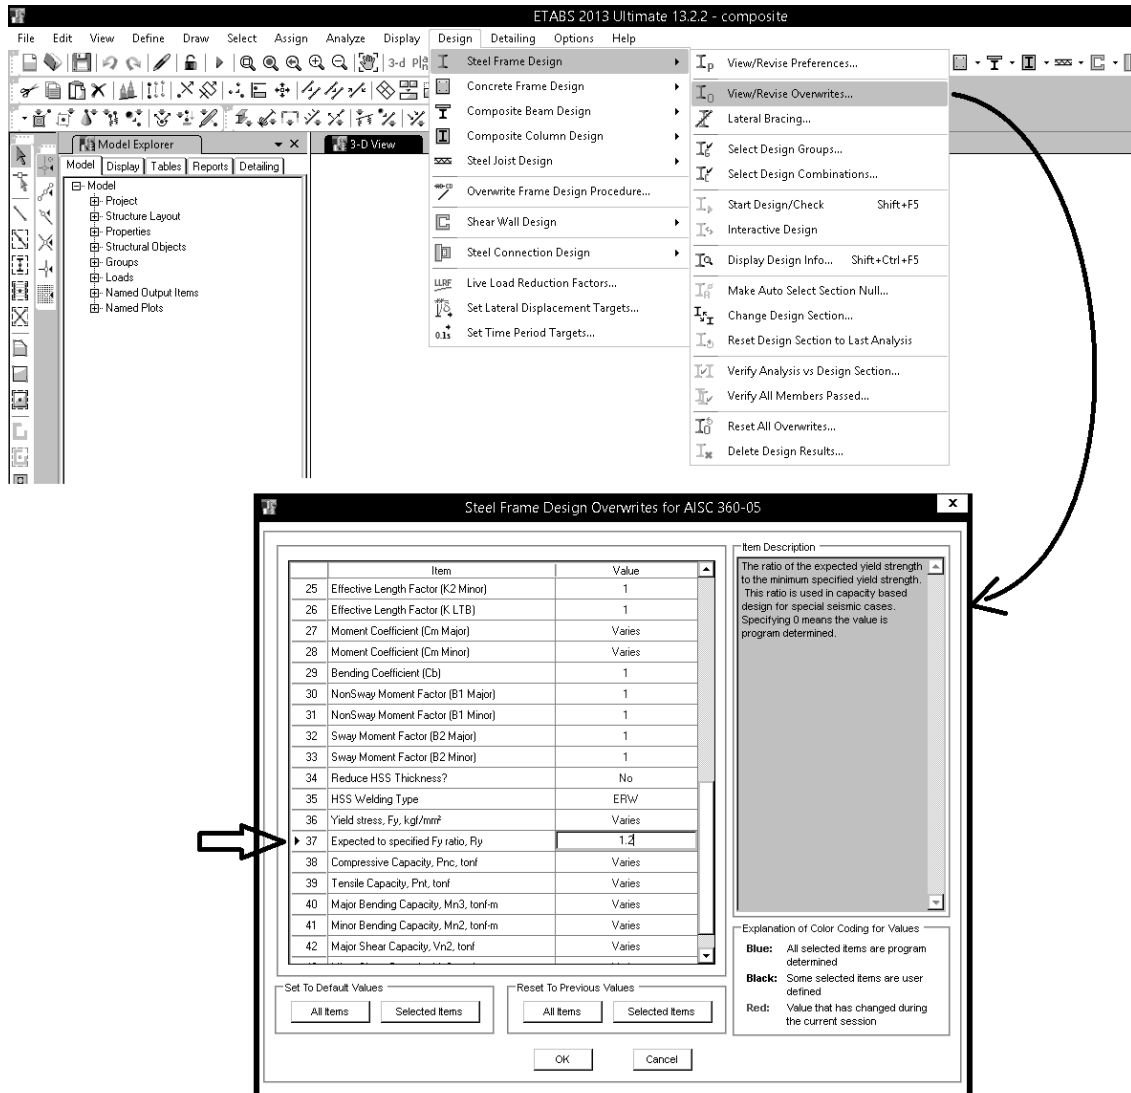 ETABS 2013 Ultimate 13.2.2 - composite
File Edit View Define Draw Select Assign Analyze Display Design Detailing Options Help
3-d
Steel Frame Design
Concrete Frame Design
Composite Beam Design
Composite Column Design
Steel Joist Design
Overwrite Frame Design Procedure...
Shear Wall Design
Steel Connection Design
LLRF Live Load Reduction Factors...
Set Lateral Displacement Targets...
0.1s Set Time Period Targets...
View/Revise Preferences...
View/Revise Overwrites...
Lateral Bracing...
Select Design Groups...
Select Design Combinations...
Start Design/Check Shift+F5
Interactive Design
Display Design Info... Shift+Ctrl+F5
Make Auto Select Section Null...
Change Design Section...
Reset Design Section to Last Analysis
Verify Analysis vs Design Section...
Verify All Members Passed...
Reset All Overwrites...
Delete Design Results...
Model Explorer
3-D View
Model Display Tables Reports Detailing
Model
Project
Structure Layout
Properties
Structural Objects
Groups
Loads
Named Output Items
Named Plots
Steel Frame Design Overwrites for AISC 360-05
Item Value
25 Effective Length Factor (K2 Minor) 1
26 Effective Length Factor (K LTB) 1
27 Moment Coefficient (Cm Major) Varies
28 Moment Coefficient (Cm Minor) Varies
29 Bending Coefficient (Cb) 1
30 NonSway Moment Factor (B1 Major) 1
31 NonSway Moment Factor (B1 Minor) 1
32 Sway Moment Factor (B2 Major) 1
33 Sway Moment Factor (B2 Minor) 1
34 Reduce HSS Thickness? No
35 HSS Welding Type ERW
36 Yield stress, Fy, kgf/mm² Varies
37 Expected to specified Fy ratio, Ry 1.2
38 Compressive Capacity, Pnc, tonf Varies
39 Tensile Capacity, Pnt, tonf Varies
40 Major Bending Capacity, Mn3, tonf-m Varies
41 Minor Bending Capacity, Mn2, tonf-m Varies
42 Major Shear Capacity, Vn2, tonf Varies
Item Description
The ratio of the expected yield strength
to the minimum specified yield strength.
This ratio is used in capacity based
design for special seismic cases.
Specifying 0 means the value is
program determined.
Explanation of Color Coding for Values
Blue: All selected items are program
determined
Black: Some selected items are user
defined
Red: Value that has changed during
the current session
Set To Default Values
All Items Selected Items
Reset To Previous Values
All Items Selected Items
OK Cancel